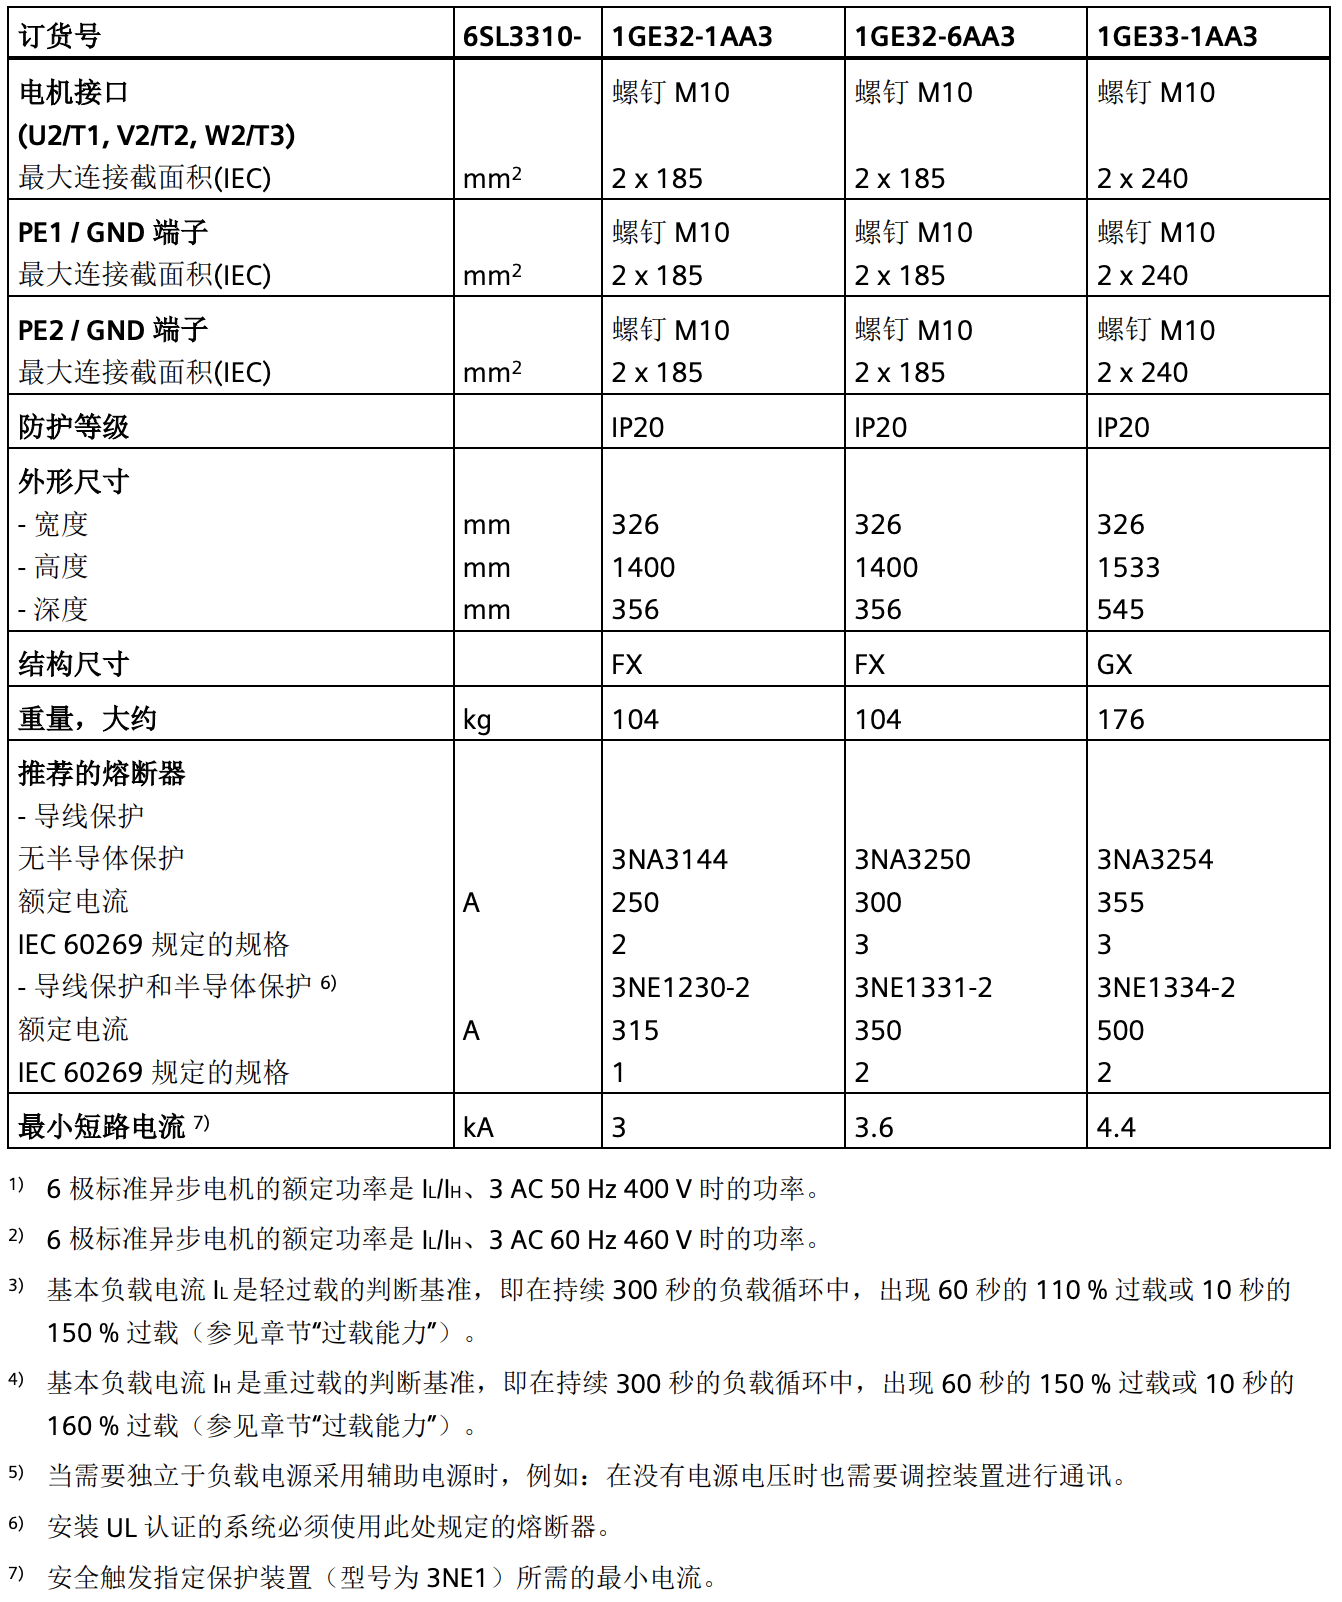 订货号 6SL3310- 1GE32-1AA3 1GE32-6AA3 1GE33-1AA3
电机接口 螺钉 M10 螺钉 M10 螺钉 M10
(U2/T1, V2/T2, W2/T3)
最大连接截面积(IEC) mm² 2 x 185 2 x 185 2 x 240
PE1 / GND 端子 螺钉 M10 螺钉 M10 螺钉 M10
最大连接截面积(IEC) mm² 2 x 185 2 x 185 2 x 240
PE2 / GND 端子 螺钉 M10 螺钉 M10 螺钉 M10
最大连接截面积(IEC) mm² 2 x 185 2 x 185 2 x 240
防护等级 IP20 IP20 IP20
外形尺寸
- 宽度 mm 326 326 326
- 高度 mm 1400 1400 1533
- 深度 mm 356 356 545
结构尺寸 FX FX GX
重量，大约 kg 104 104 176
推荐的熔断器
- 导线保护
无半导体保护 3NA3144 3NA3250 3NA3254
额定电流 A 250 300 355
IEC 60269 规定的规格 2 3 3
- 导线保护和半导体保护 6) 3NE1230-2 3NE1331-2 3NE1334-2
额定电流 A 315 350 500
IEC 60269 规定的规格 1 2 2
最小短路电流 7) kA 3 3.6 4.4
1) 6 极标准异步电机的额定功率是 IL/IH、3 AC 50 Hz 400 V 时的功率。
2) 6 极标准异步电机的额定功率是 IL/IH、3 AC 60 Hz 460 V 时的功率。
3) 基本负载电流 IL 是轻过载的判断基准，即在持续 300 秒的负载循环中，出现 60 秒的 110 % 过载或 10 秒的
150 % 过载（参见章节“过载能力”）。
4) 基本负载电流 IH 是重过载的判断基准，即在持续 300 秒的负载循环中，出现 60 秒的 150 % 过载或 10 秒的
160 % 过载（参见章节“过载能力”）。
5) 当需要独立于负载电源采用辅助电源时，例如：在没有电源电压时也需要调控装置进行通讯。
6) 安装 UL 认证的系统必须使用此处规定的熔断器。
7) 安全触发指定保护装置（型号为 3NE1）所需的最小电流。